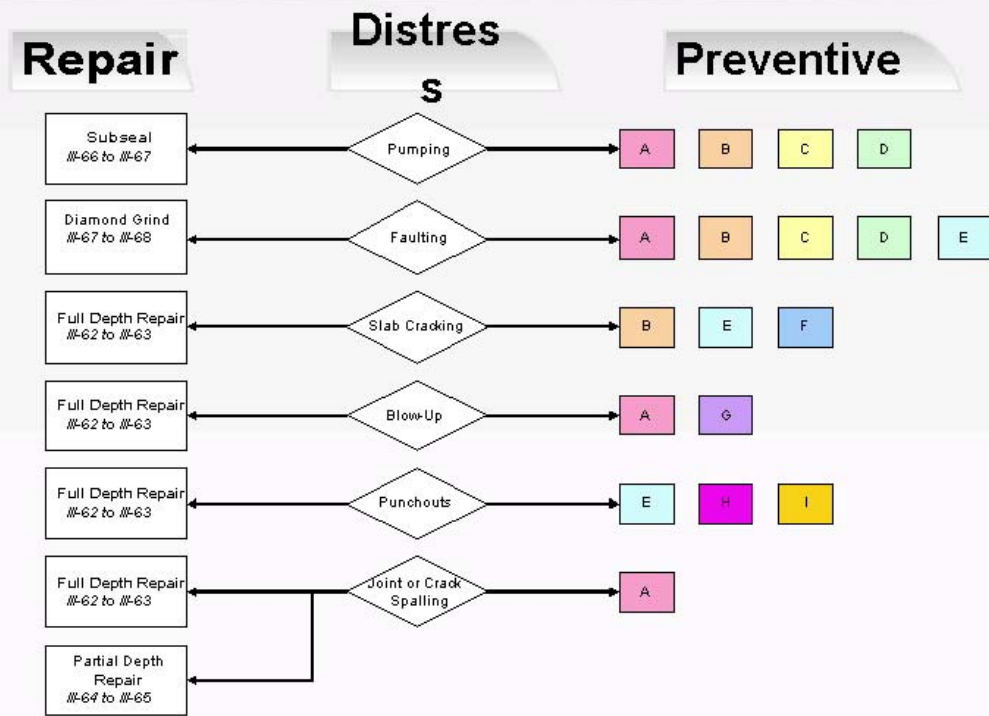 Repair
Distres
s
Preventive
Subseal
III-66 to III-67
Pumping
A
B
C
D
Diamond Grind
III-67 to III-68
Faulting
A
B
C
D
E
Full Depth Repair
III-62 to III-63
Slab Cracking
B
E
F
Full Depth Repair
III-62 to III-63
Blow-Up
A
G
Full Depth Repair
III-62 to III-63
Punchouts
E
H
I
Full Depth Repair
III-62 to III-63
Joint or Crack
Spalling
A
Partial Depth
Repair
III-64 to III-65